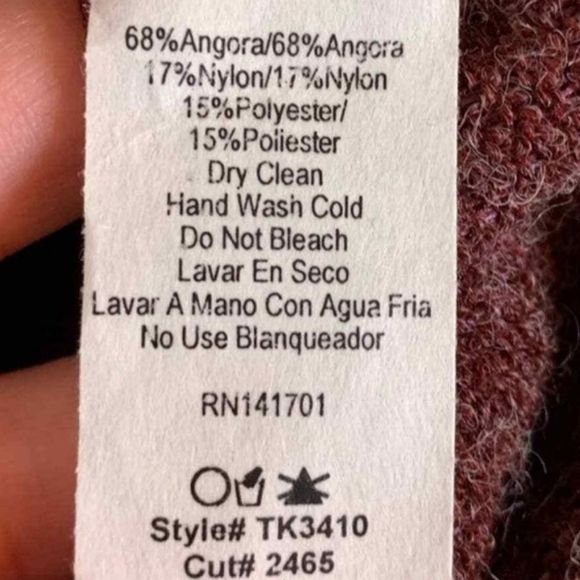 68%Angora/68%Angora
17%Nylon/17%Nylon
15%Polyester/
15%Poliester
Dry Clean
Hand Wash Cold
Do Not Bleach
Lavar En Seco
Lavar A Mano Con Agua Fria
No Use Blanqueador
RN141701
Style# TK3410
Cut# 2465